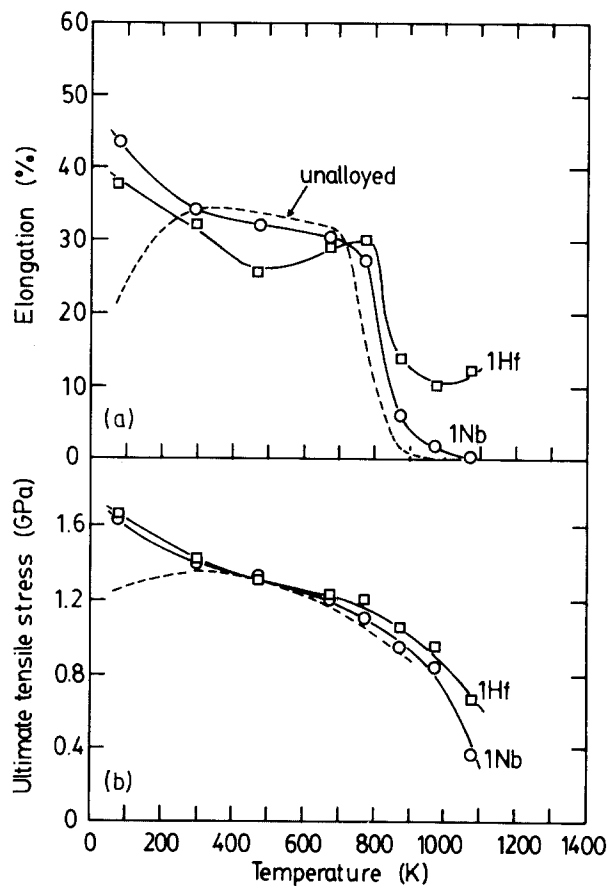 60
50
40
30
20
10
0
Elongation (%)
unalloyed
1Hf
1Nb
(a)
1.6
1.2
0.8
0.4
0
Ultimate tensile stress (GPa)
1Hf
1Nb
(b)
0 200 400 600 800 1000 1200 1400
Temperature (K)